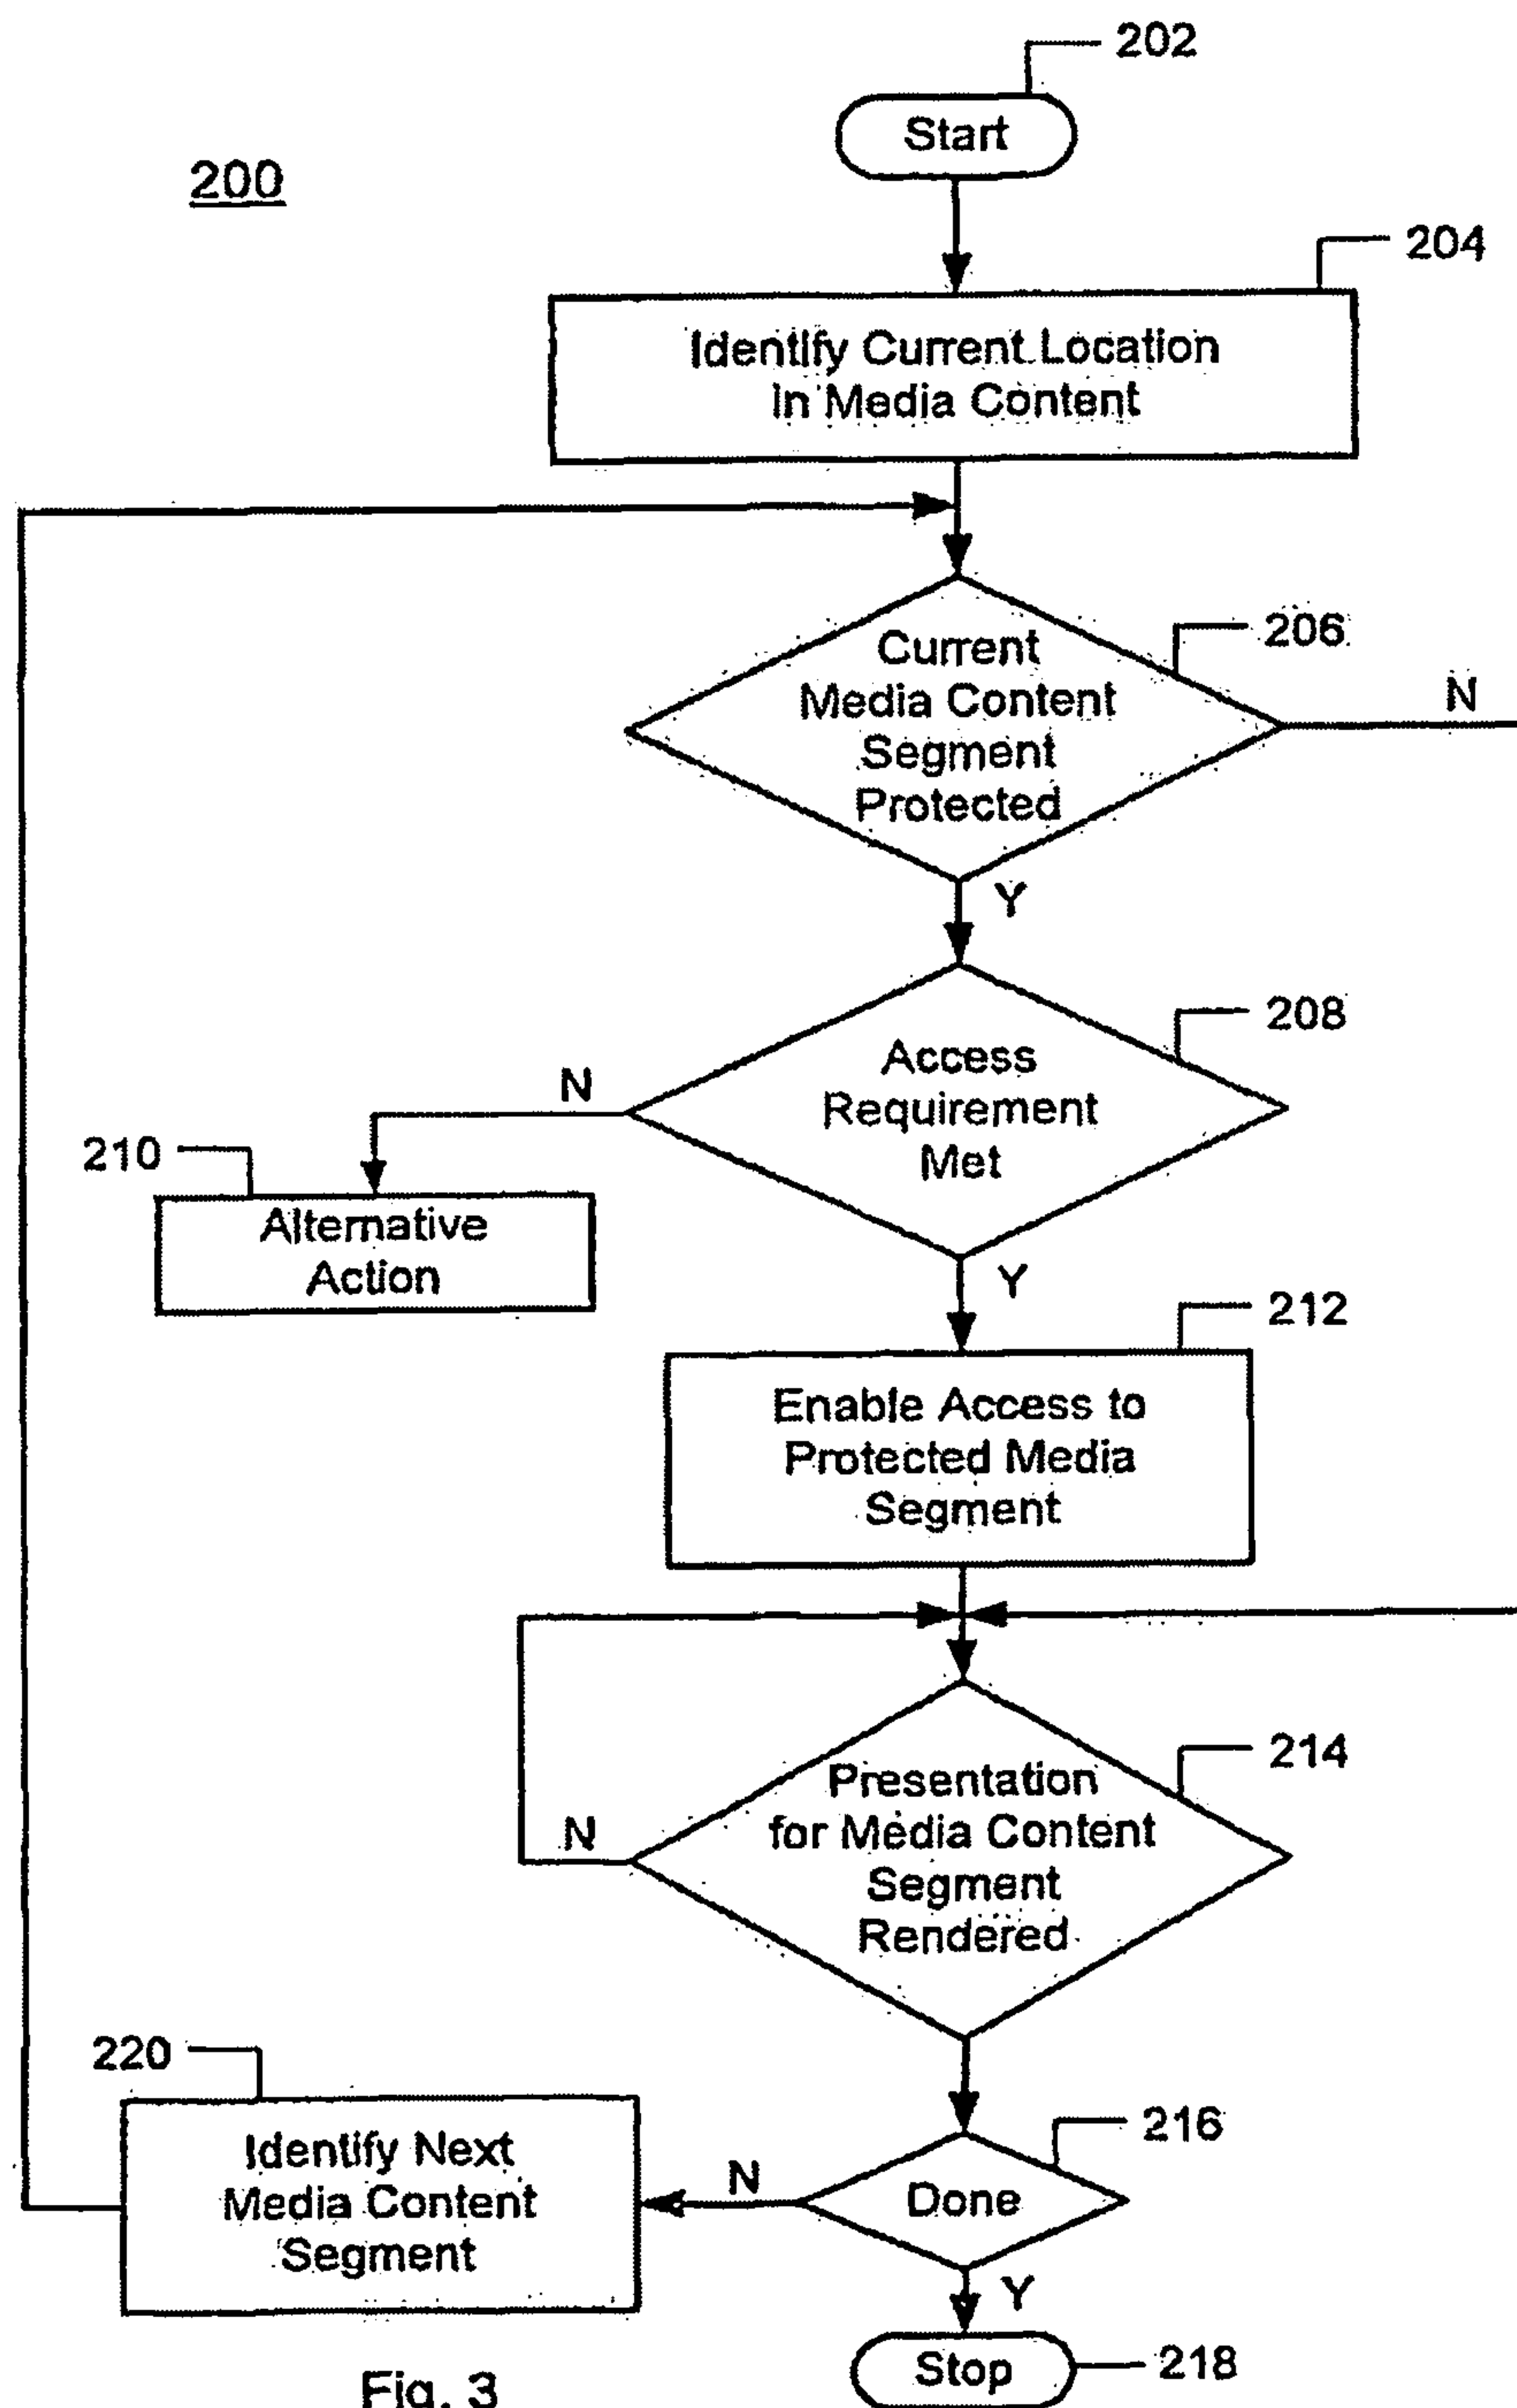 202
Start
200
204
Identify Current Location
in Media Content
206
Current
Media Content
Segment
Protected
N
Y
208
Access
Requirement
Met
N
210
Alternative
Action
Y
212
Enable Access to
Protected Media
Segment
214
Presentation
for Media Content
Segment
Rendered
N
220
Identify Next
Media Content
Segment
216
N
Done
Y
Stop
218
Fig. 3